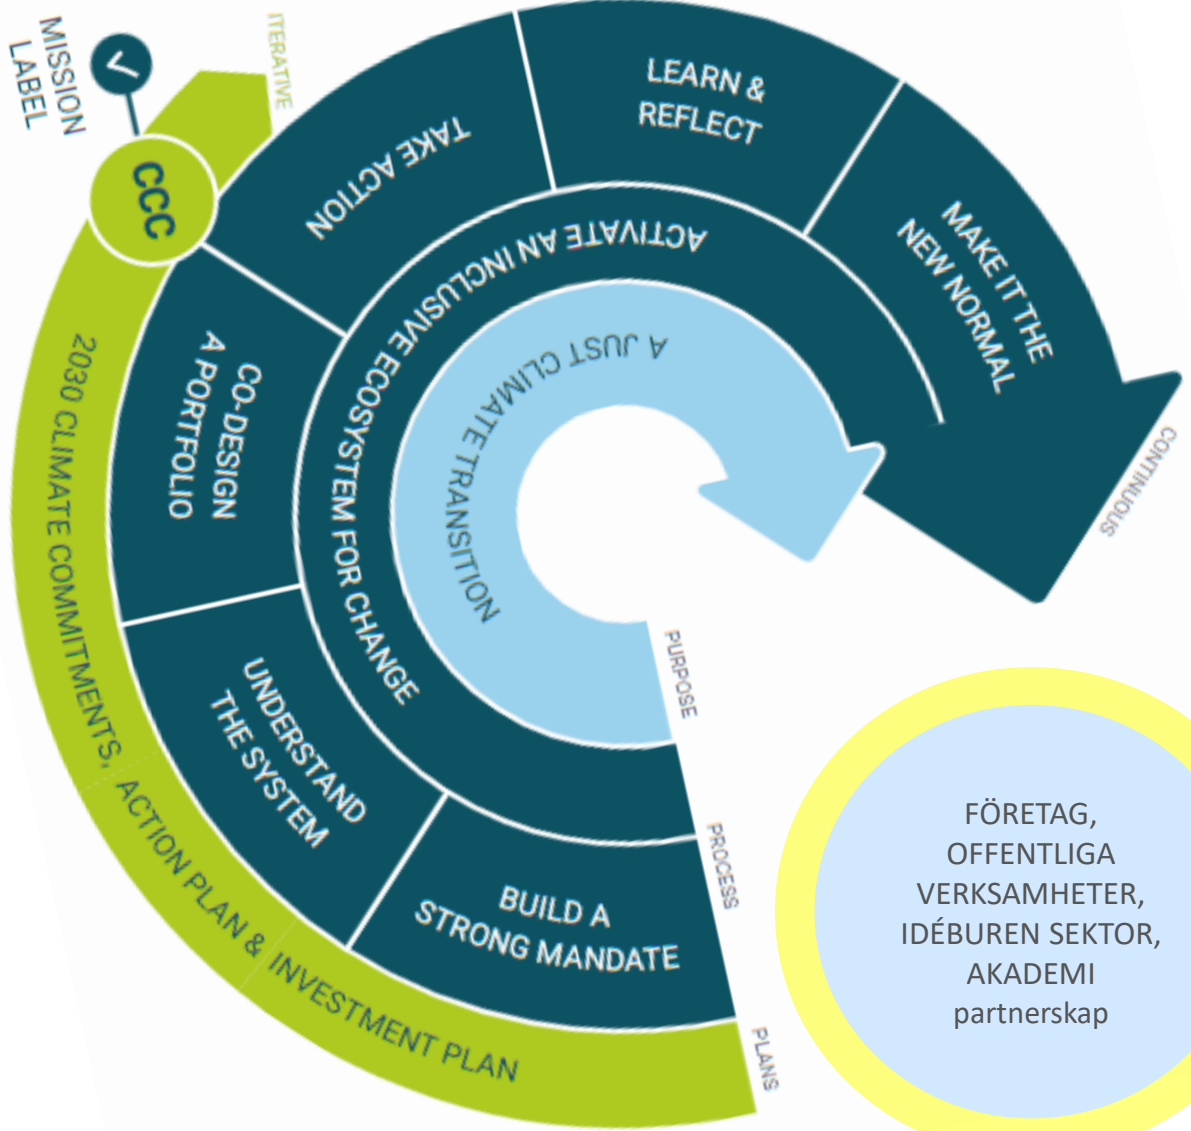 MISSION
LABEL
ITERATIVE
CCC
TAKE ACTION
LEARN &
REFLECT
MAKE IT THE
NEW NORMAL
CONTINUOUS
ACTIVATE AN INCLUSIVE ECOSYSTEM FOR CHANGE
A JUST CLIMATE TRANSITION
CO-DESIGN
A PORTFOLIO
UNDERSTAND
THE SYSTEM
BUILD A
STRONG MANDATE
2030 CLIMATE COMMITMENTS, ACTION PLAN & INVESTMENT PLAN
PURPOSE
PROCESS
PLANS
FÖRETAG,
OFFENTLIGA
VERKSAMHETER,
IDÉBUREN SEKTOR,
AKADEMI
partnerskap